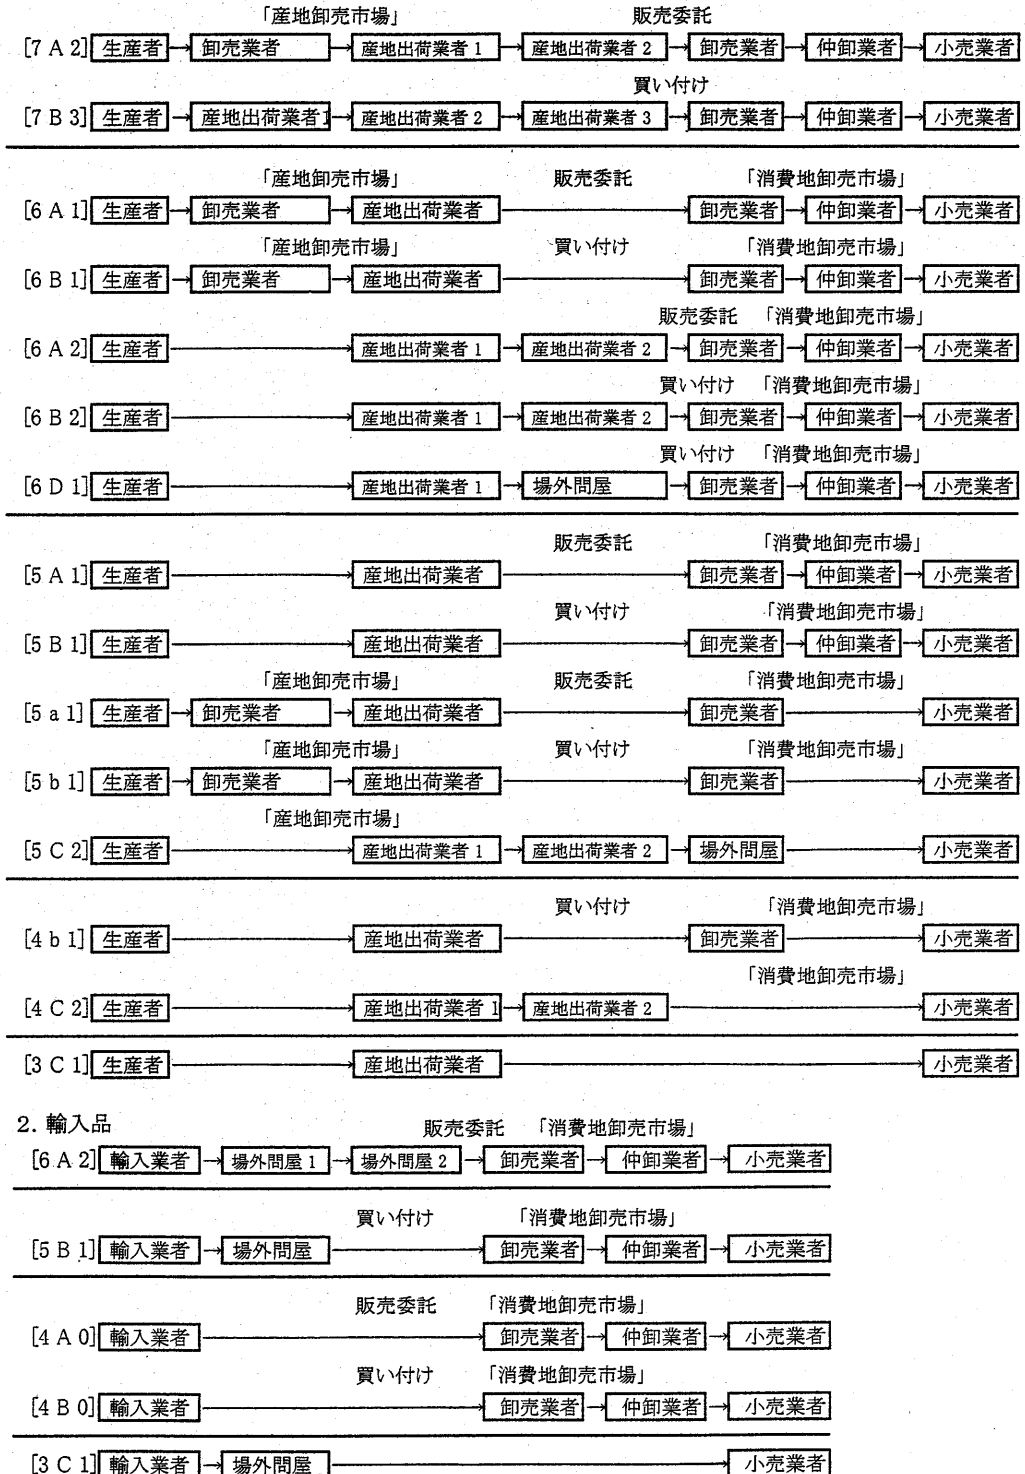 「産地卸売市場」 販売委託
[7 A 2] 生産者→卸売業者→産地出荷業者1→産地出荷業者2→卸売業者→仲卸業者→小売業者
買い付け
[7 B 3] 生産者→産地出荷業者1→産地出荷業者2→産地出荷業者3→卸売業者→仲卸業者→小売業者
「産地卸売市場」 販売委託 「消費地卸売市場」
[6 A 1] 生産者→卸売業者→産地出荷業者→卸売業者→仲卸業者→小売業者
「産地卸売市場」 買い付け 「消費地卸売市場」
[6 B 1] 生産者→卸売業者→産地出荷業者→卸売業者→仲卸業者→小売業者
販売委託 「消費地卸売市場」
[6 A 2] 生産者→産地出荷業者1→産地出荷業者2→卸売業者→仲卸業者→小売業者
買い付け 「消費地卸売市場」
[6 B 2] 生産者→産地出荷業者1→産地出荷業者2→卸売業者→仲卸業者→小売業者
買い付け 「消費地卸売市場」
[6 D 1] 生産者→産地出荷業者1→場外問屋→卸売業者→仲卸業者→小売業者
販売委託 「消費地卸売市場」
[5 A 1] 生産者→産地出荷業者→卸売業者→仲卸業者→小売業者
買い付け 「消費地卸売市場」
[5 B 1] 生産者→産地出荷業者→卸売業者→仲卸業者→小売業者
「産地卸売市場」 販売委託 「消費地卸売市場」
[5 a 1] 生産者→卸売業者→産地出荷業者→卸売業者→小売業者
「産地卸売市場」 買い付け 「消費地卸売市場」
[5 b 1] 生産者→卸売業者→産地出荷業者→卸売業者→小売業者
「産地卸売市場」
[5 C 2] 生産者→産地出荷業者1→産地出荷業者2→場外問屋→小売業者
買い付け 「消費地卸売市場」
[4 b 1] 生産者→産地出荷業者→卸売業者→小売業者
「消費地卸売市場」
[4 C 2] 生産者→産地出荷業者1→産地出荷業者2→小売業者
[3 C 1] 生産者→産地出荷業者→小売業者
2. 輸入品
販売委託 「消費地卸売市場」
[6 A 2] 輸入業者→場外問屋1→場外問屋2→卸売業者→仲卸業者→小売業者
買い付け 「消費地卸売市場」
[5 B 1] 輸入業者→場外問屋→卸売業者→仲卸業者→小売業者
販売委託 「消費地卸売市場」
[4 A 0] 輸入業者→卸売業者→仲卸業者→小売業者
買い付け 「消費地卸売市場」
[4 B 0] 輸入業者→卸売業者→仲卸業者→小売業者
[3 C 1] 輸入業者→場外問屋→小売業者